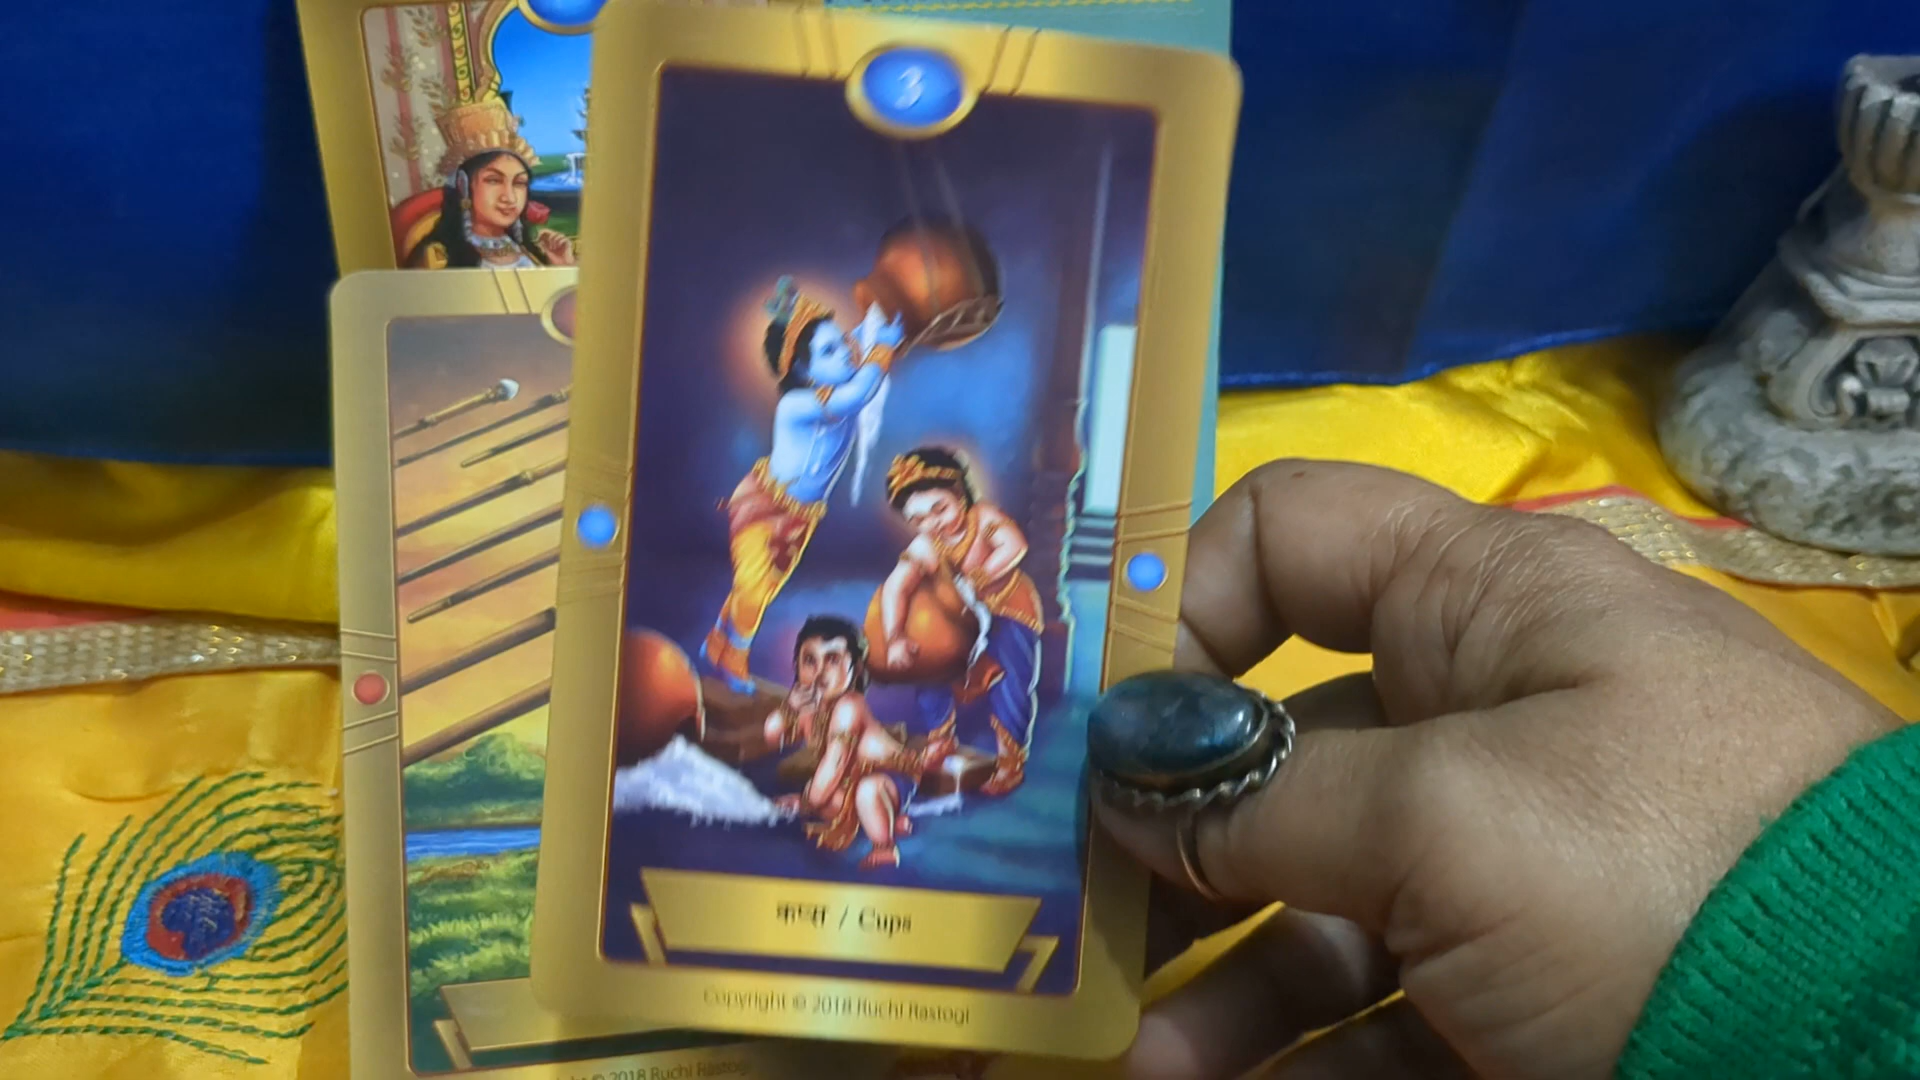 3
कप्स / Cups
Copyright © 2018 Ruchi Rastogi
© 2018 Ruchi Rastogi